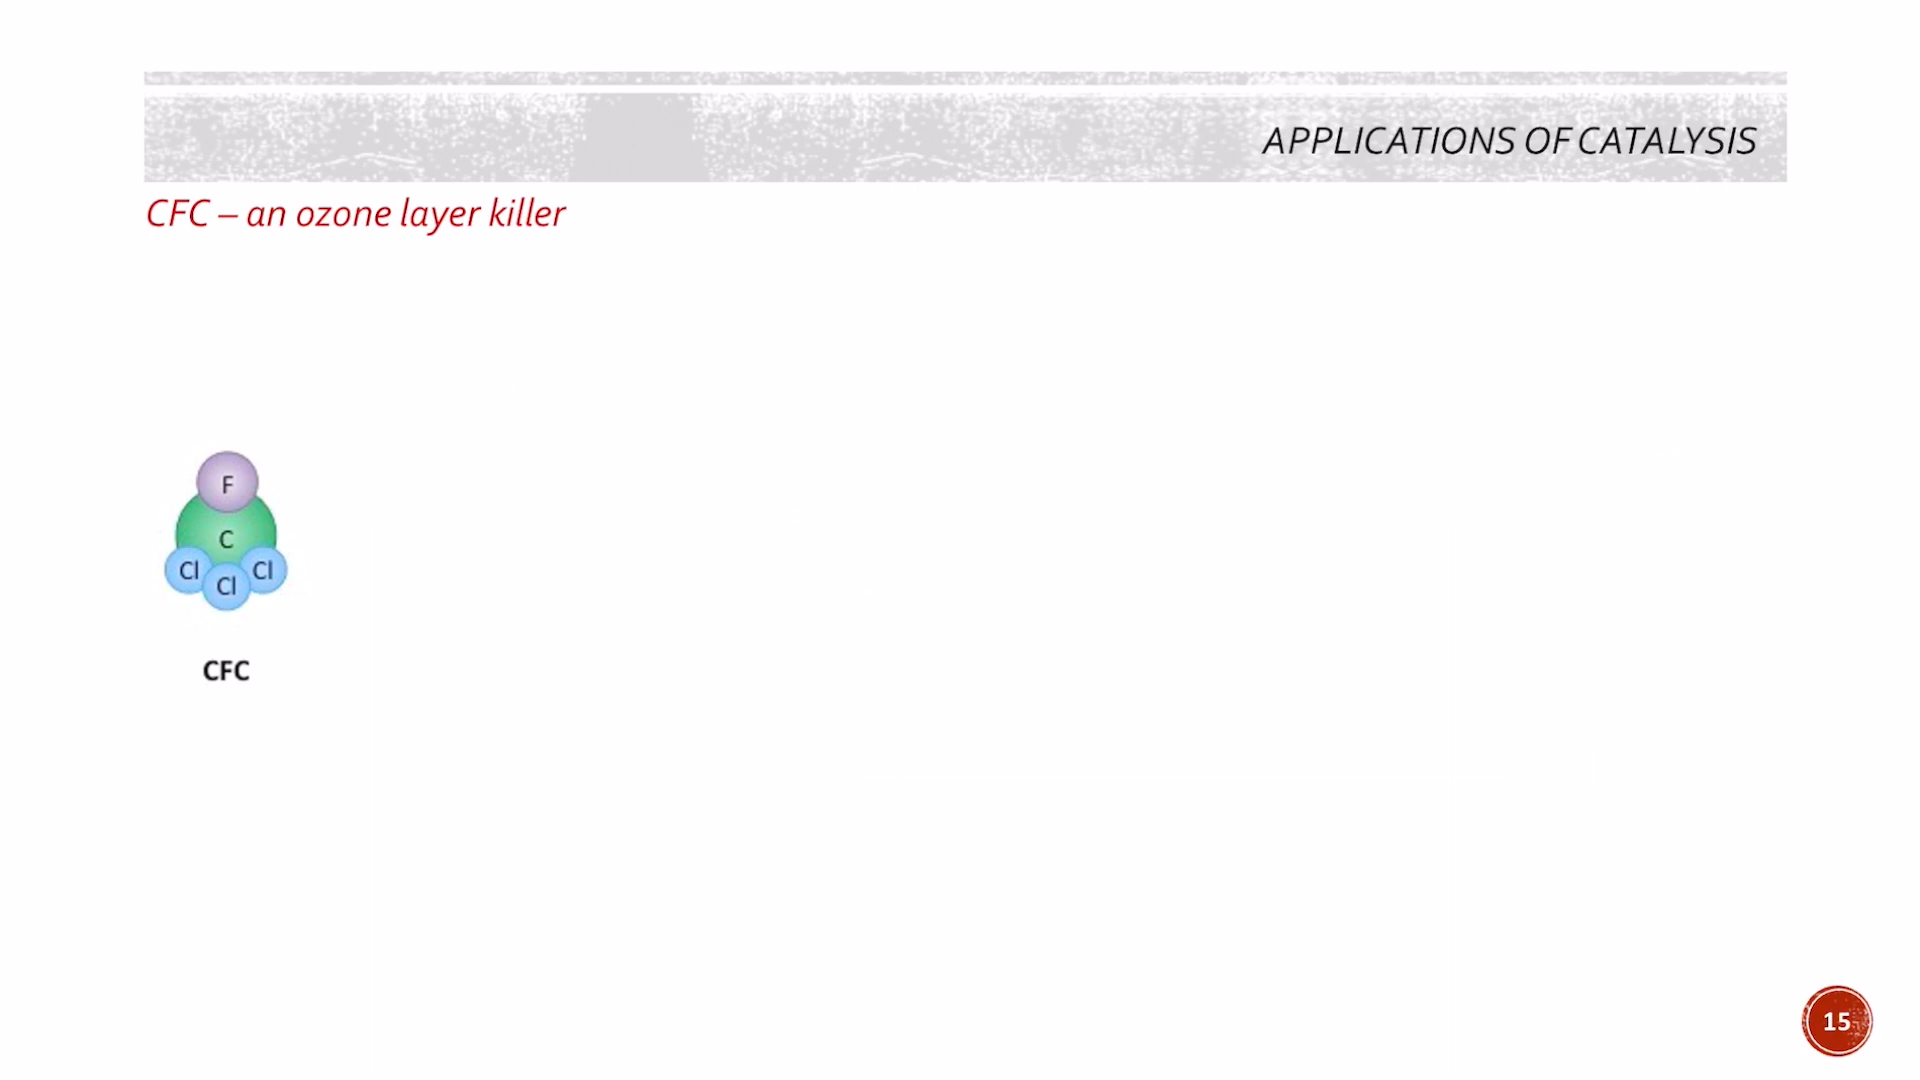 APPLICATIONS OF CATALYSIS
CFC – an ozone layer killer
F
C
Cl Cl Cl
CFC
15